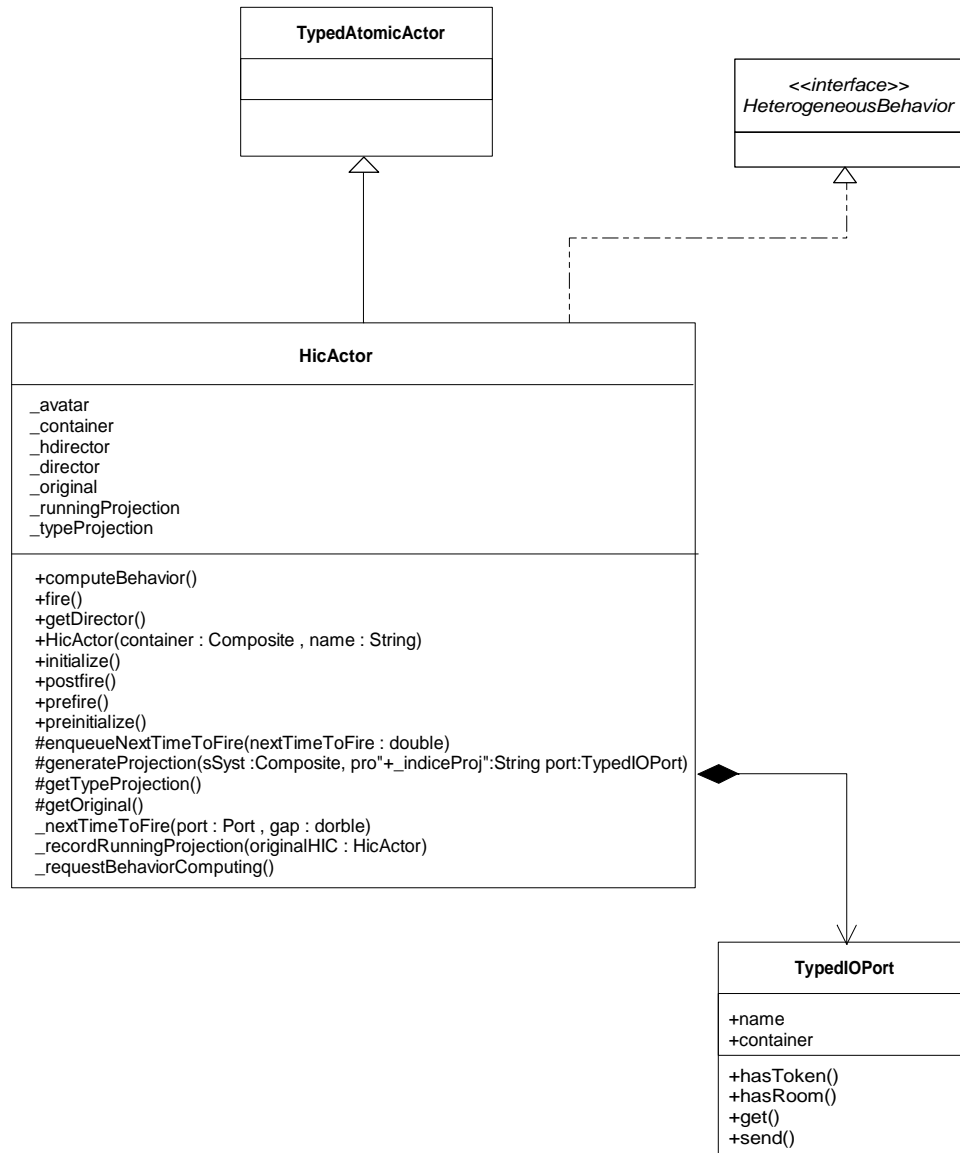 TypedAtomicActor
<<interface>>
HeterogeneousBehavior
HicActor
_avatar
_container
_hdirector
_director
_original
_runningProjection
_typeProjection
+computeBehavior()
+fire()
+getDirector()
+HicActor(container : Composite , name : String)
+initialize()
+postfire()
+prefire()
+preinitialize()
#enqueueNextTimeToFire(nextTimeToFire : double)
#generateProjection(sSyst :Composite, pro"+_indiceProj":String port:TypedIOPort)
#getTypeProjection()
#getOriginal()
_nextTimeToFire(port : Port , gap : dorble)
_recordRunningProjection(originalHIC : HicActor)
_requestBehaviorComputing()
TypedIOPort
+name
+container
+hasToken()
+hasRoom()
+get()
+send()